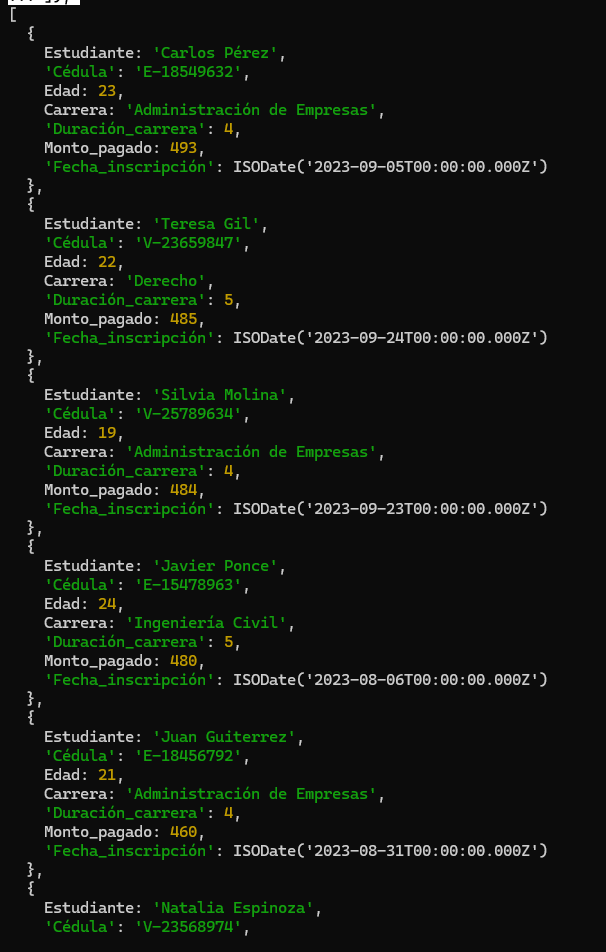 [
{
Estudiante: 'Carlos Pérez',
'Cédula': 'E-18549632',
Edad: 23,
Carrera: 'Administración de Empresas',
'Duración_carrera': 4,
Monto_pagado: 493,
'Fecha_inscripción': ISODate('2023-09-05T00:00:00.000Z')
},
{
Estudiante: 'Teresa Gil',
'Cédula': 'V-23659847',
Edad: 22,
Carrera: 'Derecho',
'Duración_carrera': 5,
Monto_pagado: 485,
'Fecha_inscripción': ISODate('2023-09-24T00:00:00.000Z')
},
{
Estudiante: 'Silvia Molina',
'Cédula': 'V-25789634',
Edad: 19,
Carrera: 'Administración de Empresas',
'Duración_carrera': 4,
Monto_pagado: 484,
'Fecha_inscripción': ISODate('2023-09-23T00:00:00.000Z')
},
{
Estudiante: 'Javier Ponce',
'Cédula': 'E-15478963',
Edad: 24,
Carrera: 'Ingeniería Civil',
'Duración_carrera': 5,
Monto_pagado: 480,
'Fecha_inscripción': ISODate('2023-08-06T00:00:00.000Z')
},
{
Estudiante: 'Juan Guiterrez',
'Cédula': 'E-18456792',
Edad: 21,
Carrera: 'Administración de Empresas',
'Duración_carrera': 4,
Monto_pagado: 460,
'Fecha_inscripción': ISODate('2023-08-31T00:00:00.000Z')
},
{
Estudiante: 'Natalia Espinoza',
'Cédula': 'V-23568974',